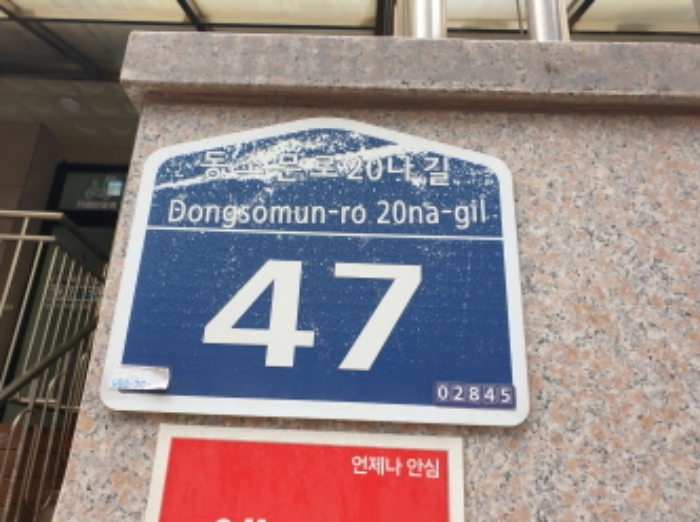 동소문로 20나길
Dongsomun-ro 20na-gil
47
02845
언제나 안심